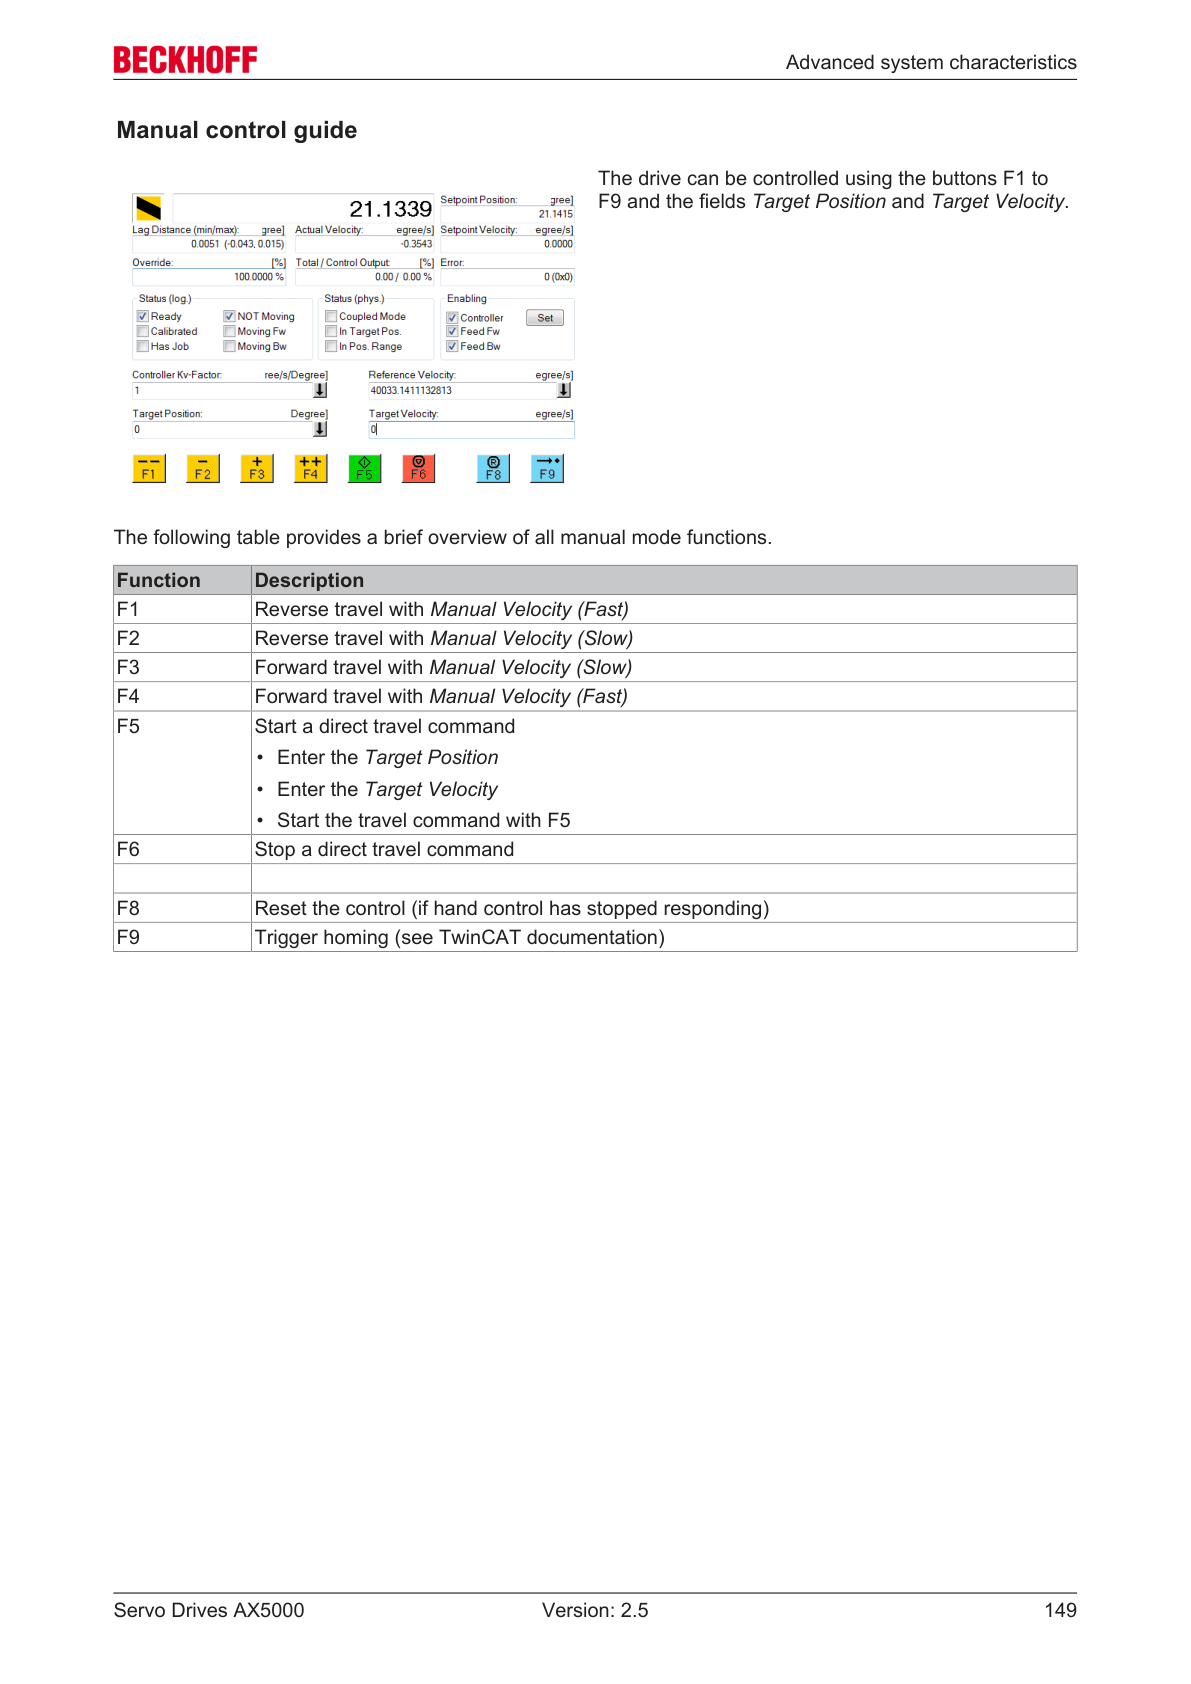 BECKHOFF
Advanced system characteristics
Manual control guide
The drive can be controlled using the buttons F1 to
F9 and the fields Target Position and Target Velocity.
21.1339
Setpoint Position: gree]
21.1415
Lag Distance (min/max): gree] Actual Velocity: egree/s] Setpoint Velocity: egree/s]
0.0051 (-0.043, 0.015) -0.3543 0.0000
Override: [%] Total / Control Output: [%] Error:
100.0000 % 0.00 / 0.00 % 0 (0x0)
Status (log.) Status (phys.) Enabling
Ready NOT Moving Coupled Mode Controller Set
Calibrated Moving Fw In Target Pos. Feed Fw
Has Job Moving Bw In Pos. Range Feed Bw
Controller Kv-Factor: ree/s/Degree] Reference Velocity: egree/s]
1 40033.1411132813
Target Position: Degree] Target Velocity: egree/s]
0 0
-- - + ++ R
F1 F2 F3 F4 F5 F6 F8 F9
The following table provides a brief overview of all manual mode functions.
Function Description
F1 Reverse travel with Manual Velocity (Fast)
F2 Reverse travel with Manual Velocity (Slow)
F3 Forward travel with Manual Velocity (Slow)
F4 Forward travel with Manual Velocity (Fast)
F5 Start a direct travel command
• Enter the Target Position
• Enter the Target Velocity
• Start the travel command with F5
F6 Stop a direct travel command
F8 Reset the control (if hand control has stopped responding)
F9 Trigger homing (see TwinCAT documentation)
Servo Drives AX5000 Version: 2.5 149